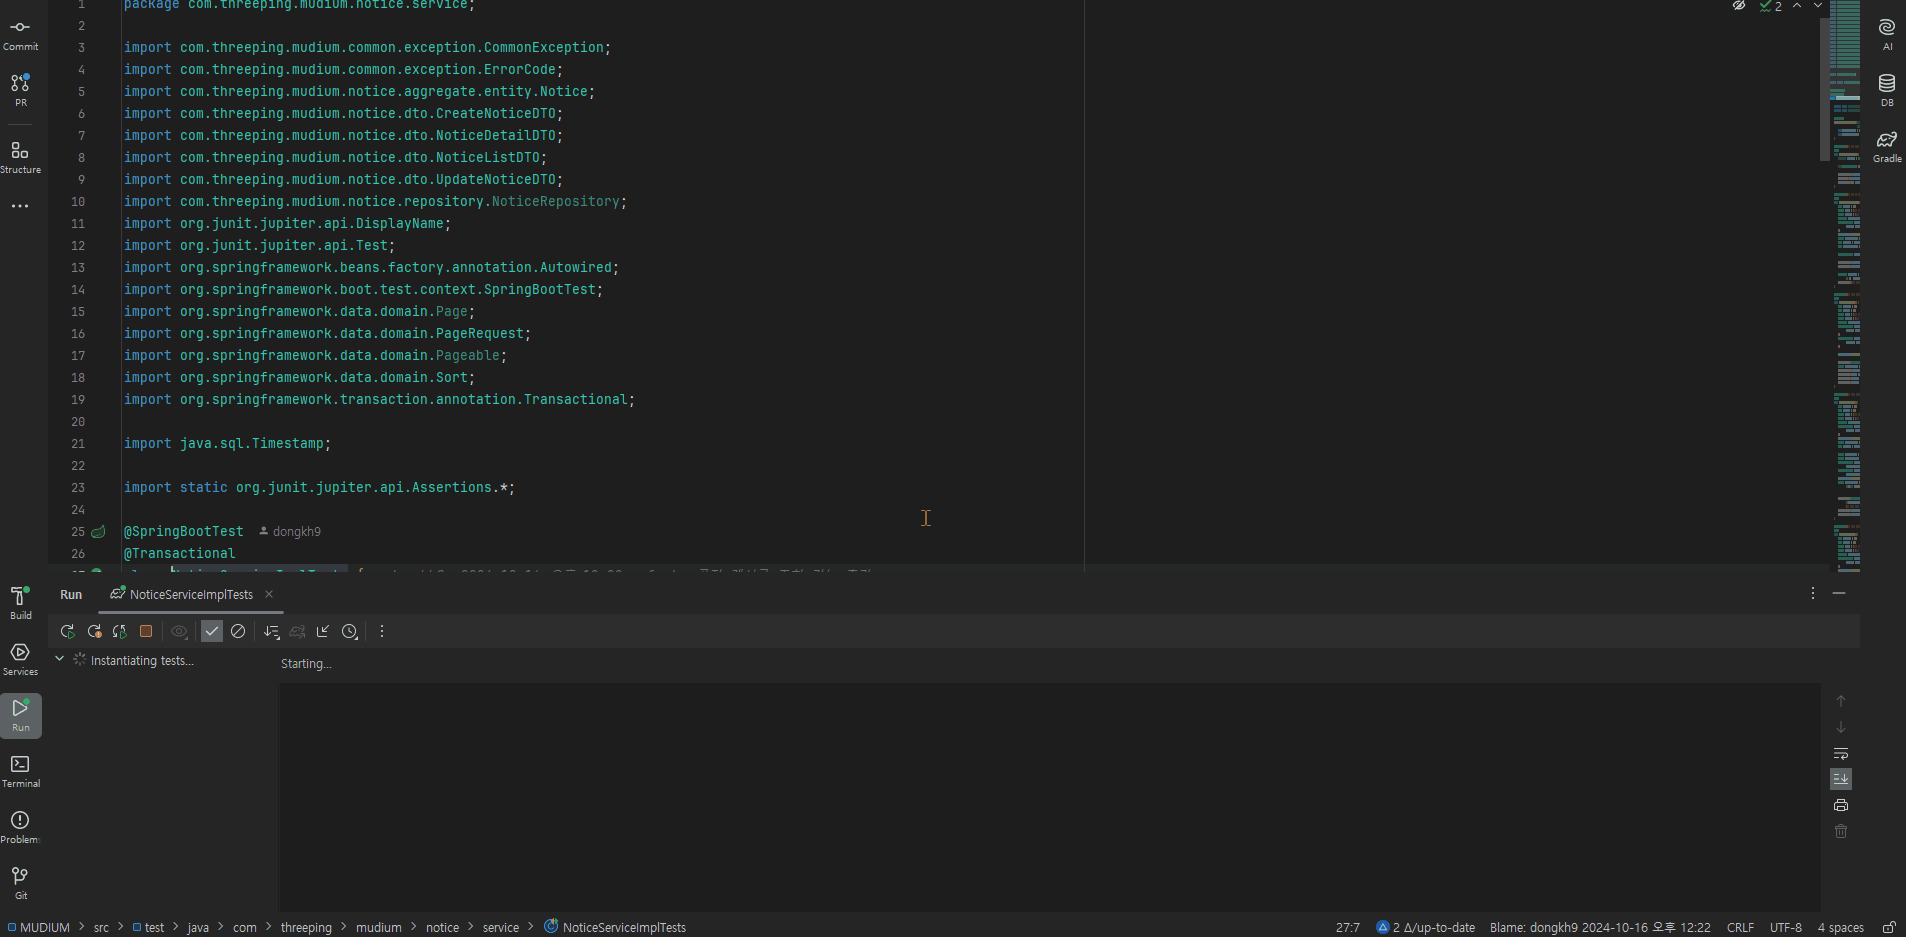 1 package com.threeping.mudium.notice.service;
2
3 import com.threeping.mudium.common.exception.CommonException;
4 import com.threeping.mudium.common.exception.ErrorCode;
5 import com.threeping.mudium.notice.aggregate.entity.Notice;
6 import com.threeping.mudium.notice.dto.CreateNoticeDTO;
7 import com.threeping.mudium.notice.dto.NoticeDetailDTO;
8 import com.threeping.mudium.notice.dto.NoticeListDTO;
9 import com.threeping.mudium.notice.dto.UpdateNoticeDTO;
10 import com.threeping.mudium.notice.repository.NoticeRepository;
11 import org.junit.jupiter.api.DisplayName;
12 import org.junit.jupiter.api.Test;
13 import org.springframework.beans.factory.annotation.Autowired;
14 import org.springframework.boot.test.context.SpringBootTest;
15 import org.springframework.data.domain.Page;
16 import org.springframework.data.domain.PageRequest;
17 import org.springframework.data.domain.Pageable;
18 import org.springframework.data.domain.Sort;
19 import org.springframework.transaction.annotation.Transactional;
20
21 import java.sql.Timestamp;
22
23 import static org.junit.jupiter.api.Assertions.*;
24
25 @SpringBootTest dongkh9
26 @Transactional
2
Commit
PR
Structure
AI
DB
Gradle
Build
Services
Run
Terminal
Problem
Git
Run NoticeServiceImplTests
Instantiating tests...
Starting...
MUDIUM > src > test > java > com > threeping > mudium > notice > service > NoticeServiceImplTests
27:7 2 Δ/up-to-date Blame: dongkh9 2024-10-16 오후 12:22 CRLF UTF-8 4 spaces